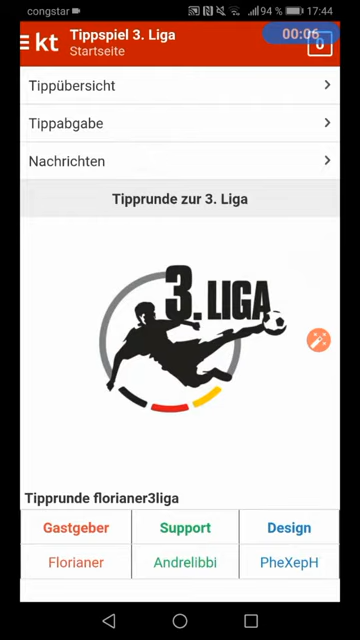 congstar 94 % 17:44
Tippspiel 3. Liga
kt
Startseite
00:06
0
Tippübersicht
Tippabgabe
Nachrichten
Tipprunde zur 3. Liga
3. LIGA
Tipprunde florianer3liga
Gastgeber Support Design
Florianer Andrelibbi PheXepH